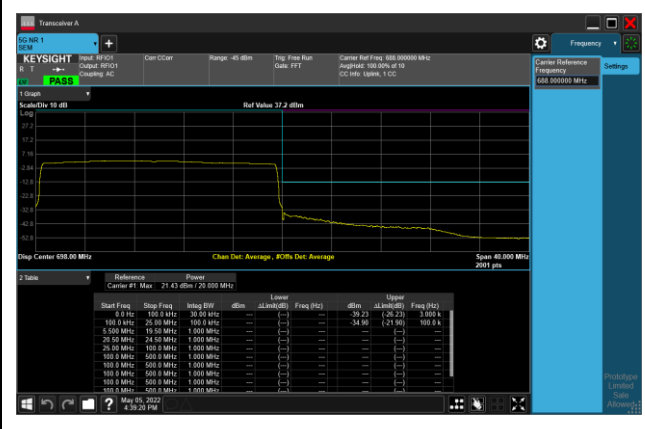 Transceiver A
5G NR 1
SEM
Frequency
KEYSIGHT
R T
PASS
Input: RFIO1
Output: RFIO1
Coupling: AC
Corr CCorr
Range: -45 dBm
Trig: Free Run
Gate: FFT
Carrier Ref Freq: 688.000000 MHz
Avg|Hold: 100.00% of 10
CC Info: Uplink, 1 CC
Carrier Reference
Frequency
688.000000 MHz
Settings
1 Graph
Scale/Div 10 dB
Ref Value 37.2 dBm
Log
27.2
17.2
7.16
-2.84
-12.8
-22.8
-32.8
-42.8
-52.8
Disp Center 698.00 MHz
Chan Det: Average, #Offs Det: Average
Span 40.000 MHz
2001 pts
2 Table
Reference Power
Carrier #1 Max 21.43 dBm / 20.000 MHz
Lower Upper
Start Freq Stop Freq Integ BW dBm ΔLimit(dB) Freq (Hz) dBm ΔLimit(dB) Freq (Hz)
0.0 Hz 100.0 kHz 30.00 kHz --- (---) --- -39.23 (-26.23) 3.000 k
100.0 kHz 25.00 MHz 100.0 kHz --- (---) --- -34.90 (-21.90) 100.0 k
5.500 MHz 19.50 MHz 1.000 MHz --- (---) --- --- (---) ---
20.50 MHz 24.50 MHz 1.000 MHz --- (---) --- --- (---) ---
25.00 MHz 100.0 MHz 1.000 MHz --- (---) --- --- (---) ---
100.0 MHz 500.0 MHz 1.000 MHz --- (---) --- --- (---) ---
100.0 MHz 500.0 MHz 1.000 MHz --- (---) --- --- (---) ---
100.0 MHz 500.0 MHz 1.000 MHz --- (---) --- --- (---) ---
100.0 MHz 500.0 MHz 1.000 MHz --- (---) --- --- (---) ---
May 05, 2022
4:39:20 PM
Prototype
Limited
Sale
Allowed